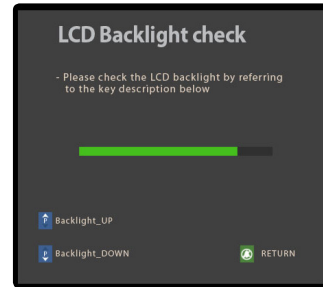 LCD Backlight check
- Please check the LCD backlight by referring
to the key description below
P Backlight_UP
P Backlight_DOWN
RETURN